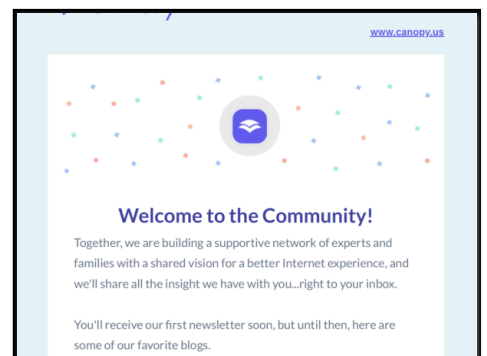 www.canopy.us
Welcome to the Community!
Together, we are building a supportive network of experts and
families with a shared vision for a better Internet experience, and
we'll share all the insight we have with you...right to your inbox.
You'll receive our first newsletter soon, but until then, here are
some of our favorite blogs.